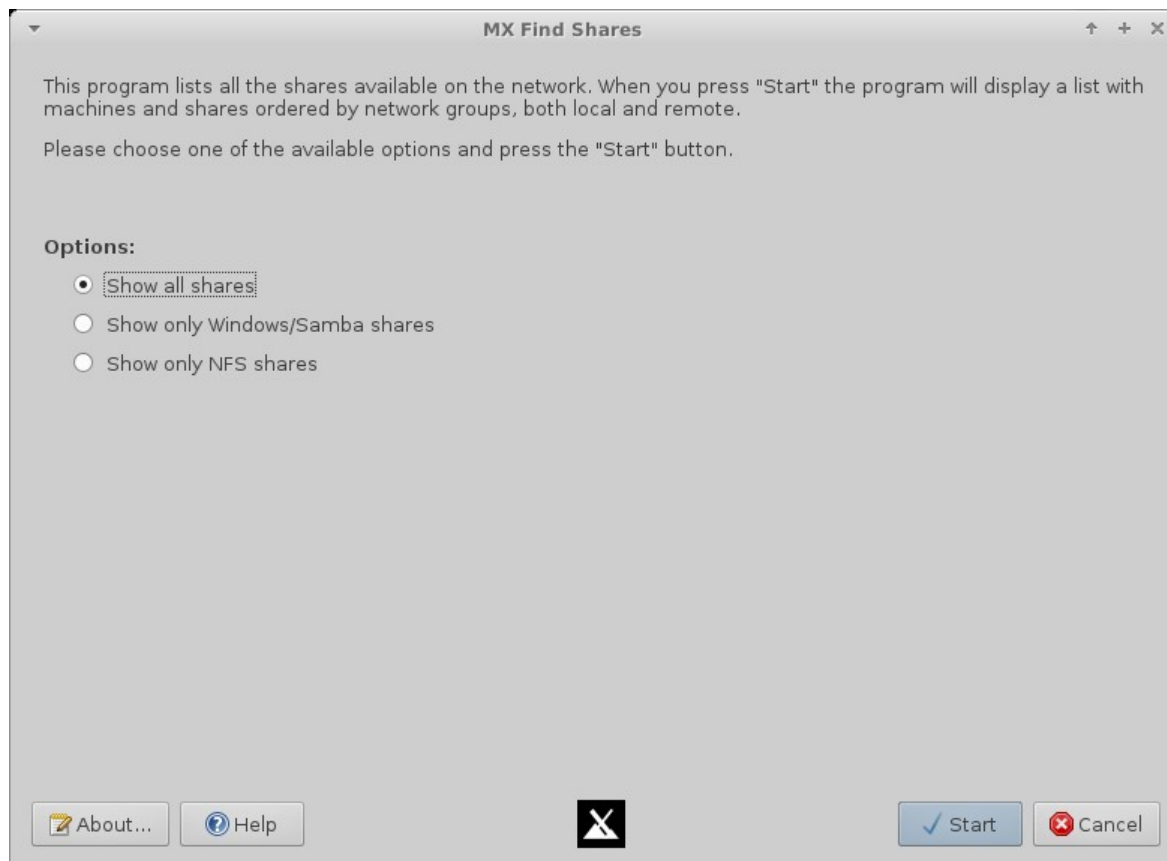 MX Find Shares
This program lists all the shares available on the network. When you press "Start" the program will display a list with
machines and shares ordered by network groups, both local and remote.
Please choose one of the available options and press the "Start" button.
Options:
Show all shares
Show only Windows/Samba shares
Show only NFS shares
About...
Help
Start
Cancel